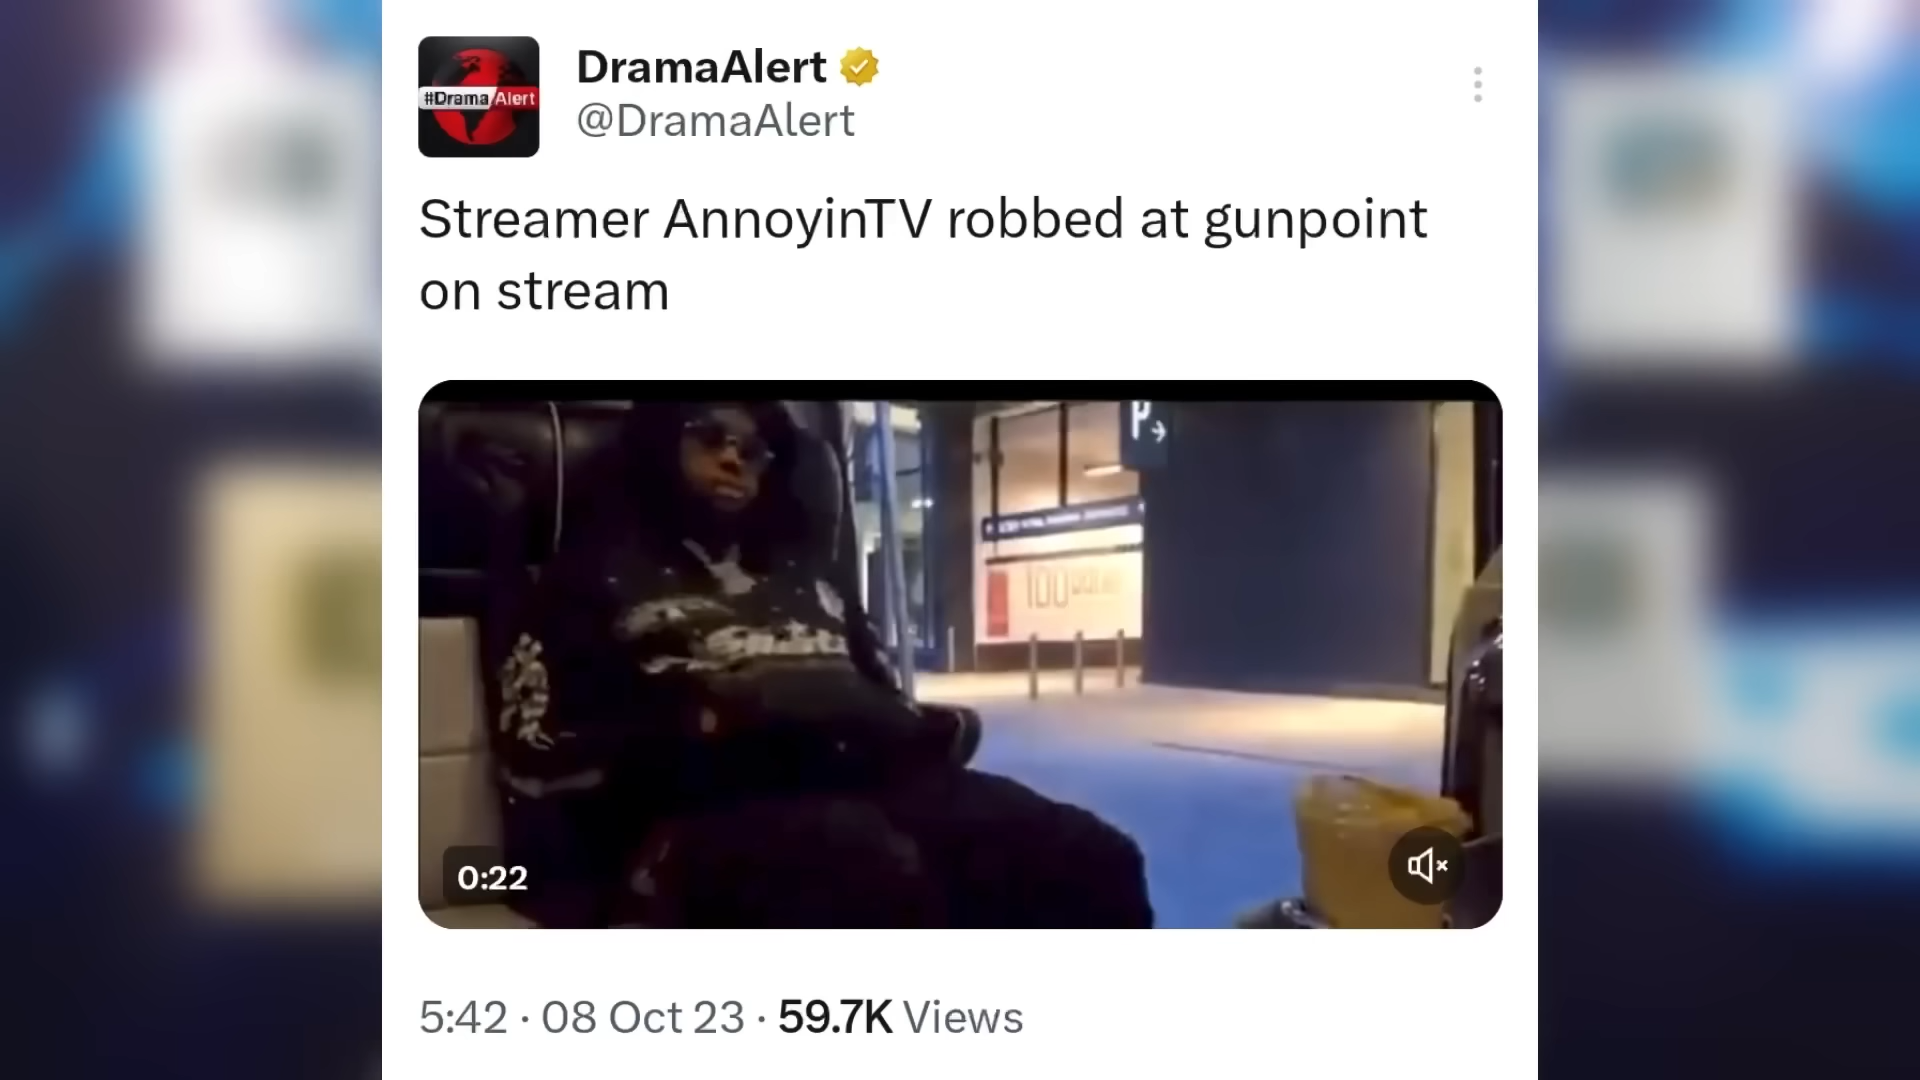 #Drama Alert
DramaAlert
@DramaAlert
Streamer AnnoyinTV robbed at gunpoint
on stream
P→
100
0:22
5:42 · 08 Oct 23 · 59.7K Views